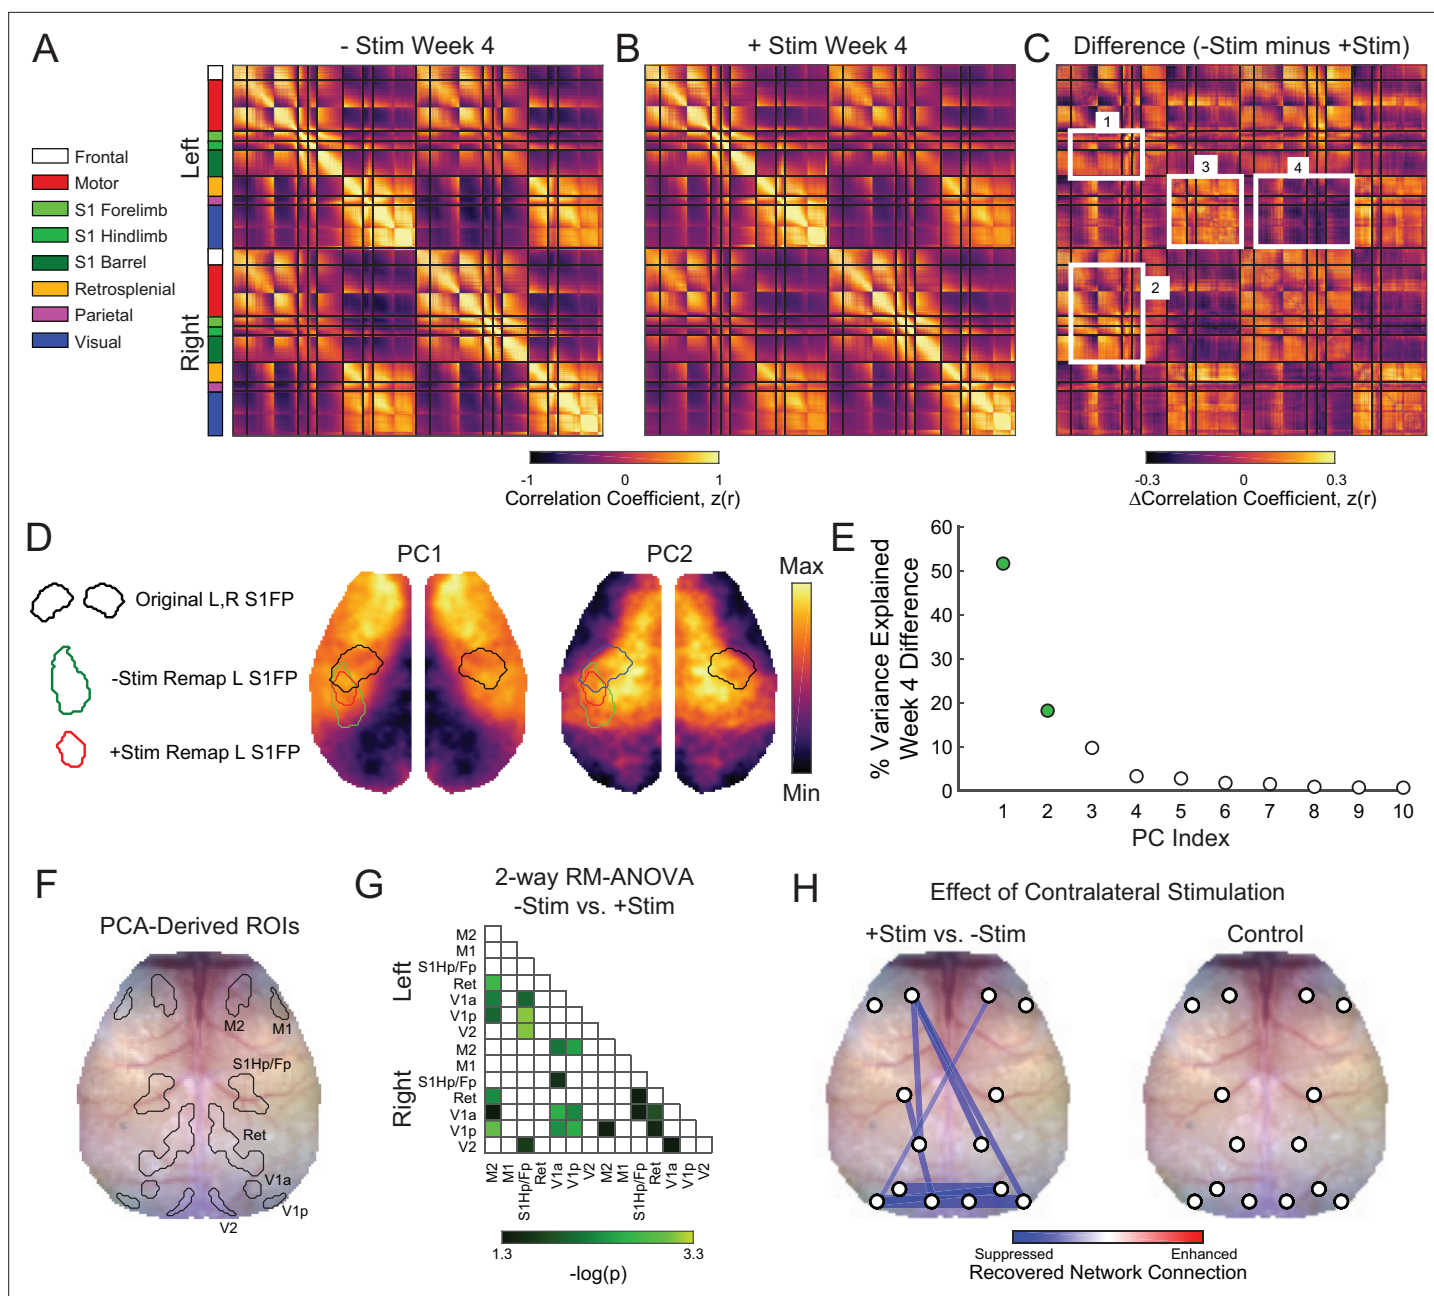 A
- Stim Week 4
B
+ Stim Week 4
C
Difference (-Stim minus +Stim)
Frontal
Motor
S1 Forelimb
S1 Hindlimb
S1 Barrel
Retrosplenial
Parietal
Visual
Left
Right
1
2
3
4
-1
0
1
Correlation Coefficient, z(r)
-0.3
0
0.3
ΔCorrelation Coefficient, z(r)
D
Original L,R S1FP
-Stim Remap L S1FP
+Stim Remap L S1FP
PC1
PC2
Max
Min
E
% Variance Explained
Week 4 Difference
60
50
40
30
20
10
0
1
2
3
4
5
6
7
8
9
10
PC Index
F
PCA-Derived ROIs
M2
M1
S1Hp/Fp
Ret
V1a
V1p
V2
G
2-way RM-ANOVA
-Stim vs. +Stim
Left
Right
M2
M1
S1Hp/Fp
Ret
V1a
V1p
V2
M2
M1
S1Hp/Fp
Ret
V1a
V1p
V2
M2
M1
S1Hp/Fp
Ret
V1a
V1p
V2
M2
M1
S1Hp/Fp
Ret
V1a
V1p
V2
1.3
3.3
-log(p)
H
Effect of Contralateral Stimulation
+Stim vs. -Stim
Control
Suppressed
Enhanced
Recovered Network Connection